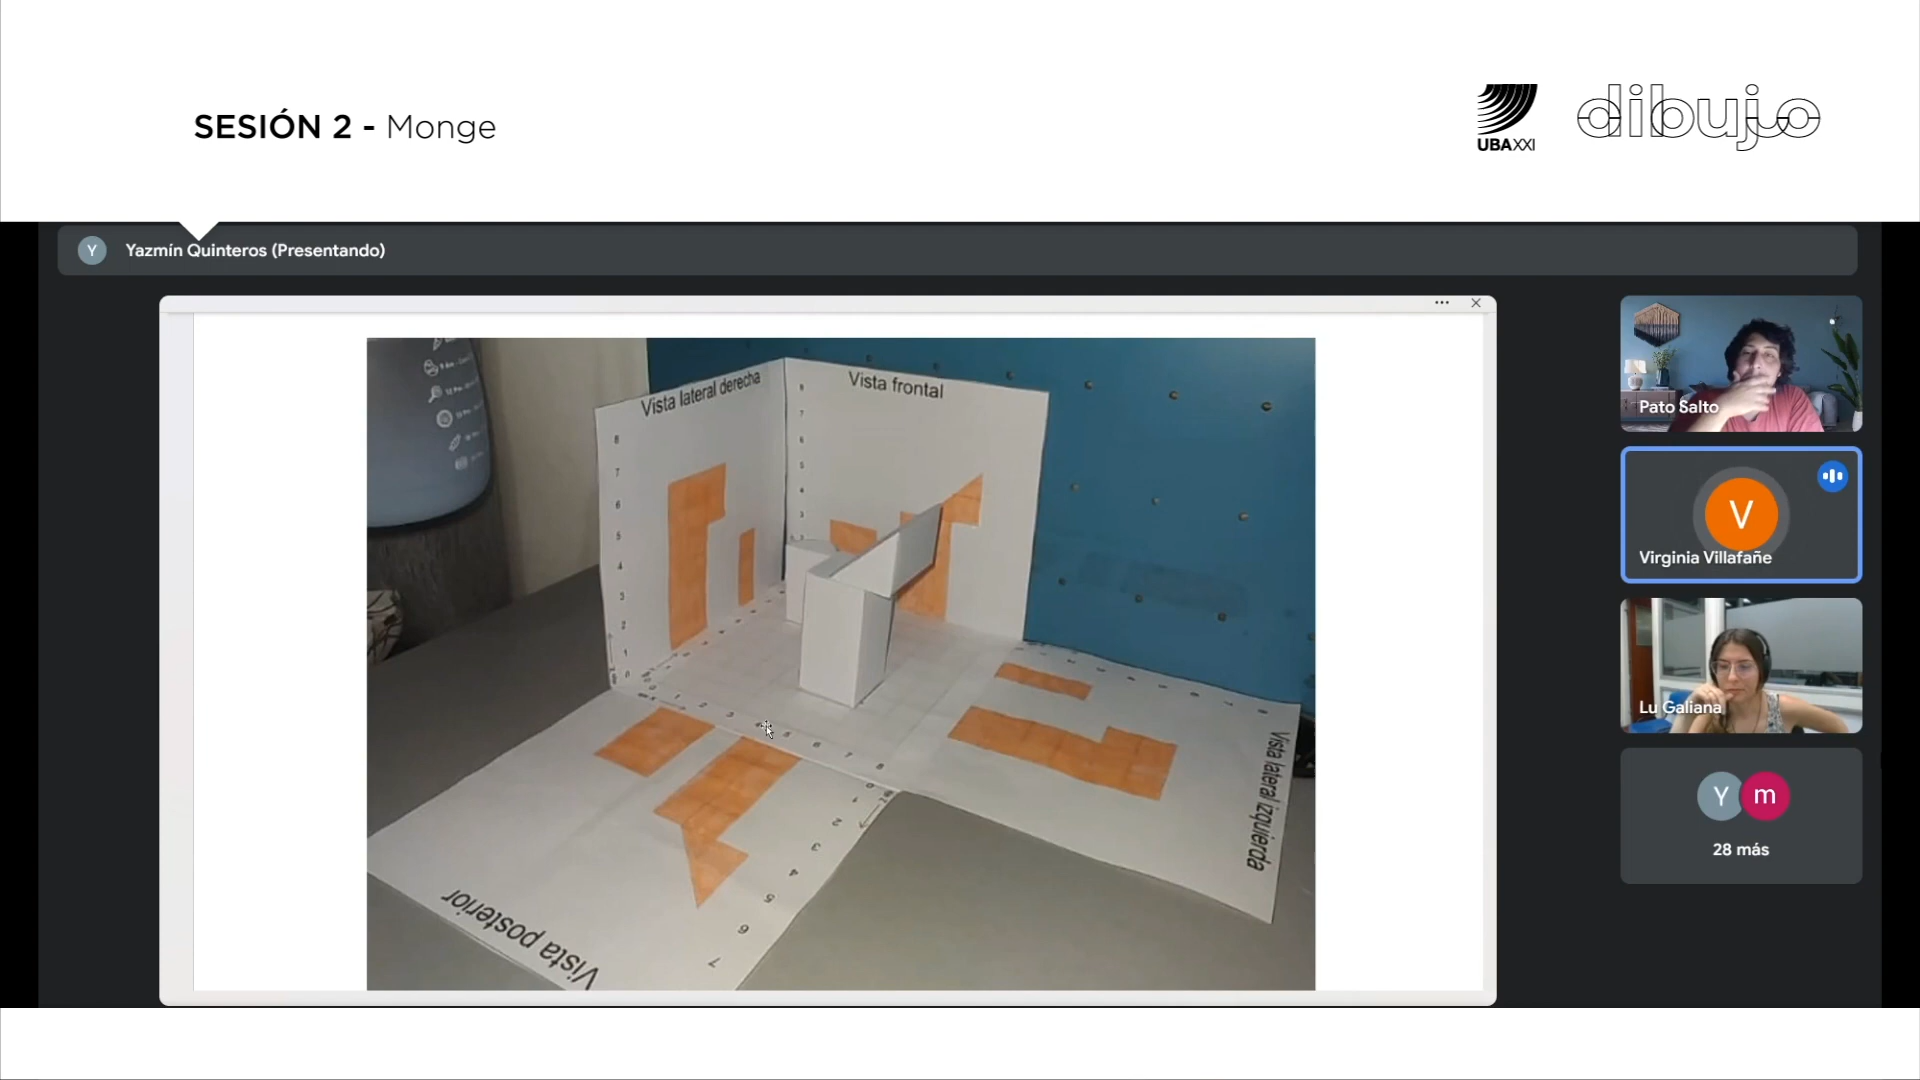 SESIÓN 2 - Monge
UBAXXI
dibujo
Y
Yazmín Quinteros (Presentando)
Vista lateral derecha
Vista frontal
Vista lateral izquierda
Vista posterior
Pato Salto
V
Virginia Villafañe
Lu Galiana
Y
m
28 más